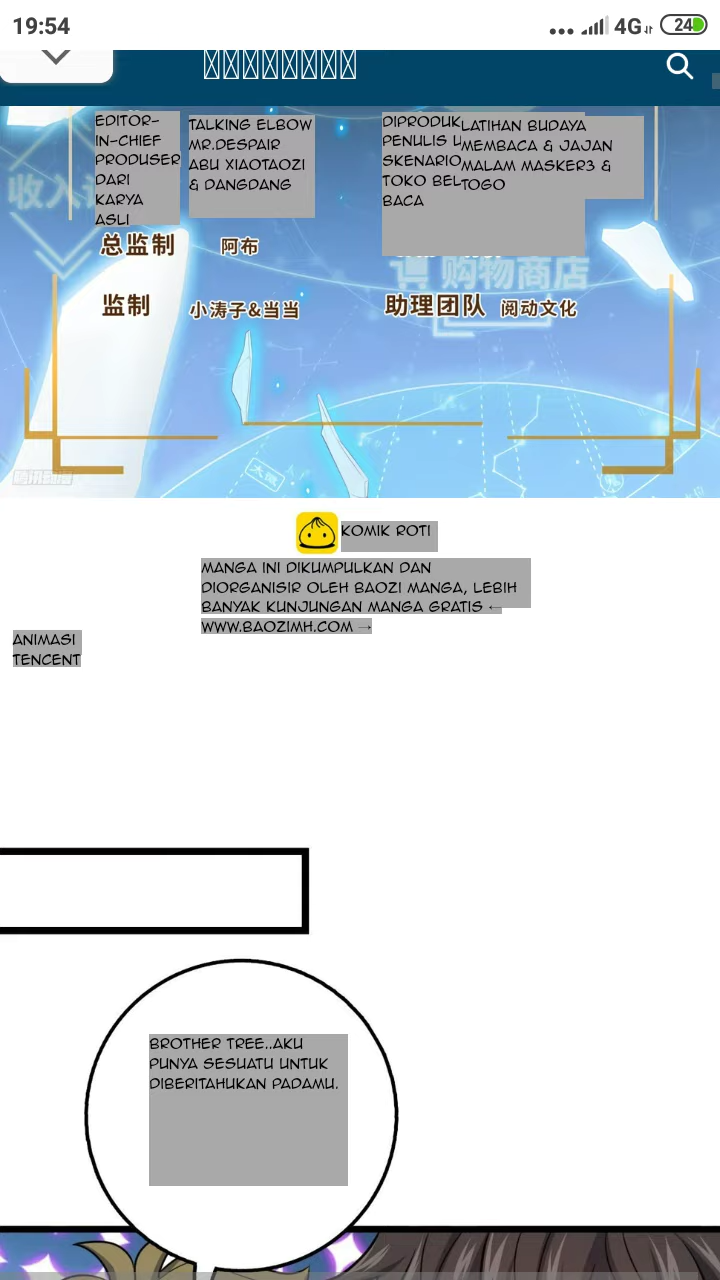 19:54
4G
24
EDITOR-
IN-CHIEF
PRODUSER
DARI
KARYA
ASLI
TALKING ELBOW
MR.DESPAIR
ABU XIAOTAOZI
& DANGDANG
DIPRODUK
PENULIS U
SKENARIO
TOKO BEL
BACA
LATIHAN BUDAYA
MEMBACA & JAJAN
MALAM MASKER3 &
TOGO
收入
总监制 阿布
购物商店
监制 小涛子&当当
助理团队 阅动文化
太阪
KOMIK ROTI
MANGA INI DIKUMPULKAN DAN
DIORGANISIR OLEH BAOZI MANGA, LEBIH
BANYAK KUNJUNGAN MANGA GRATIS ←
WWW.BAOZIMH.COM →
ANIMASI
TENCENT
BROTHER TREE..AKU
PUNYA SESUATU UNTUK
DIBERITAHUKAN PADAMU.